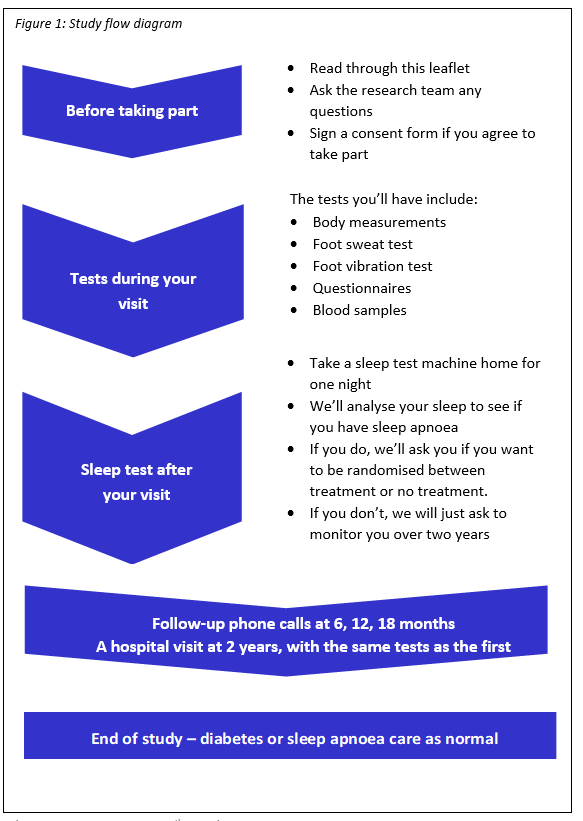 Figure 1: Study flow diagram
Before taking part
• Read through this leaflet
• Ask the research team any
questions
• Sign a consent form if you agree to
take part
Tests during your
visit
The tests you'll have include:
• Body measurements
• Foot sweat test
• Foot vibration test
• Questionnaires
• Blood samples
Sleep test after
your visit
• Take a sleep test machine home for
one night
• We'll analyse your sleep to see if
you have sleep apnoea
• If you do, we'll ask you if you want
to be randomised between
treatment or no treatment.
• If you don't, we will just ask to
monitor you over two years
Follow-up phone calls at 6, 12, 18 months
A hospital visit at 2 years, with the same tests as the first
End of study – diabetes or sleep apnoea care as normal